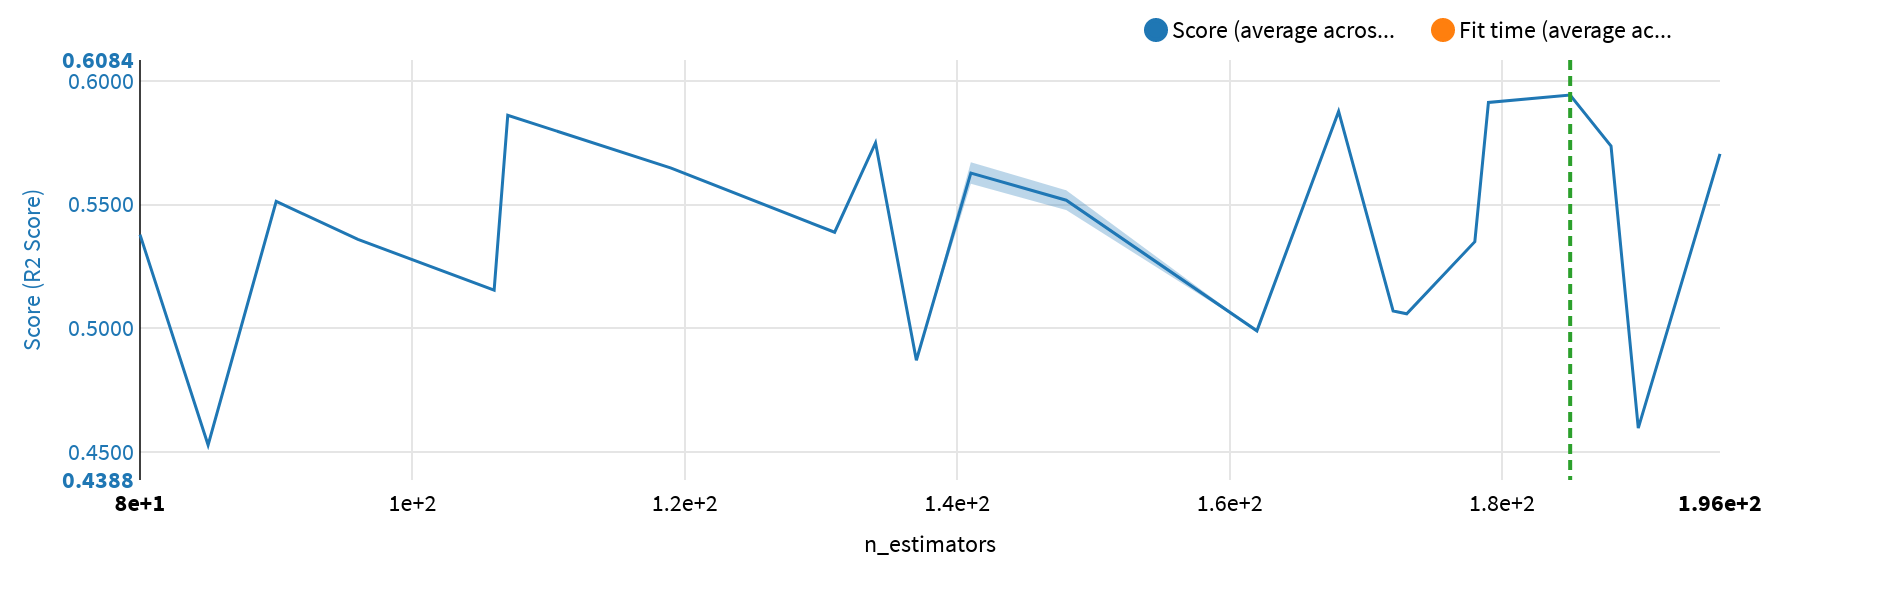 Score (average acros...
Fit time (average ac...
0.6084
0.6000
0.5500
0.5000
0.4500
0.4388
Score (R2 Score)
8e+1
1e+2
1.2e+2
1.4e+2
1.6e+2
1.8e+2
1.96e+2
n_estimators